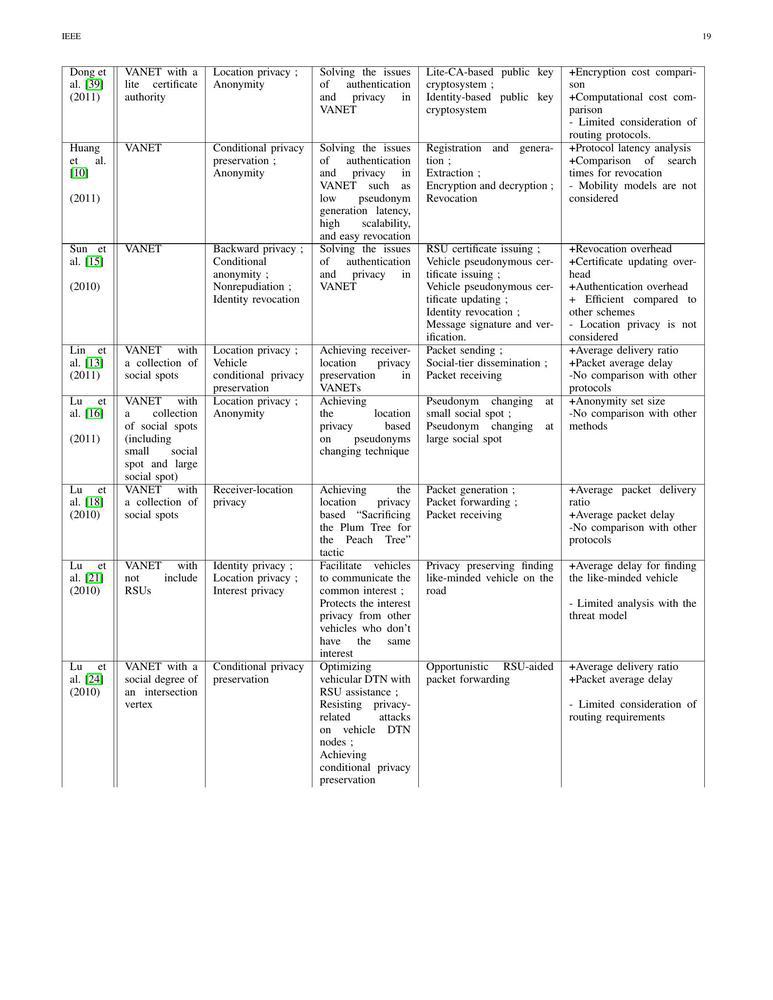 IEEE
19
Dong et
al. [39]
(2011)
VANET with a
lite certificate
authority
Location privacy ;
Anonymity
Solving the issues
of authentication
and privacy in
VANET
Lite-CA-based public key
cryptosystem ;
Identity-based public key
cryptosystem
+Encryption cost compari-
son
+Computational cost com-
parison
- Limited consideration of
routing protocols.
Huang
et al.
[10]
(2011)
VANET
Conditional privacy
preservation ;
Anonymity
Solving the issues
of authentication
and privacy in
VANET such as
low pseudonym
generation latency,
high scalability,
and easy revocation
Registration and genera-
tion ;
Extraction ;
Encryption and decryption ;
Revocation
+Protocol latency analysis
+Comparison of search
times for revocation
- Mobility models are not
considered
Sun et
al. [15]
(2010)
VANET
Backward privacy ;
Conditional
anonymity ;
Nonrepudiation ;
Identity revocation
Solving the issues
of authentication
and privacy in
VANET
RSU certificate issuing ;
Vehicle pseudonymous cer-
tificate issuing ;
Vehicle pseudonymous cer-
tificate updating ;
Identity revocation ;
Message signature and ver-
ification.
+Revocation overhead
+Certificate updating over-
head
+Authentication overhead
+ Efficient compared to
other schemes
- Location privacy is not
considered
Lin et
al. [13]
(2011)
VANET with
a collection of
social spots
Location privacy ;
Vehicle
conditional privacy
preservation
Achieving receiver-
location privacy
preservation in
VANETs
Packet sending ;
Social-tier dissemination ;
Packet receiving
+Average delivery ratio
+Packet average delay
-No comparison with other
protocols
Lu et
al. [16]
(2011)
VANET with
a collection
of social spots
(including
small social
spot and large
social spot)
Location privacy ;
Anonymity
Achieving
the location
privacy based
on pseudonyms
changing technique
Pseudonym changing at
small social spot ;
Pseudonym changing at
large social spot
+Anonymity set size
-No comparison with other
methods
Lu et
al. [18]
(2010)
VANET with
a collection of
social spots
Receiver-location
privacy
Achieving the
location privacy
based “Sacrificing
the Plum Tree for
the Peach Tree”
tactic
Packet generation ;
Packet forwarding ;
Packet receiving
+Average packet delivery
ratio
+Average packet delay
-No comparison with other
protocols
Lu et
al. [21]
(2010)
VANET with
not include
RSUs
Identity privacy ;
Location privacy ;
Interest privacy
Facilitate vehicles
to communicate the
common interest ;
Protects the interest
privacy from other
vehicles who don’t
have the same
interest
Privacy preserving finding
like-minded vehicle on the
road
+Average delay for finding
the like-minded vehicle
- Limited analysis with the
threat model
Lu et
al. [24]
(2010)
VANET with a
social degree of
an intersection
vertex
Conditional privacy
preservation
Optimizing
vehicular DTN with
RSU assistance ;
Resisting privacy-
related attacks
on vehicle DTN
nodes ;
Achieving
conditional privacy
preservation
Opportunistic RSU-aided
packet forwarding
+Average delivery ratio
+Packet average delay
- Limited consideration of
routing requirements